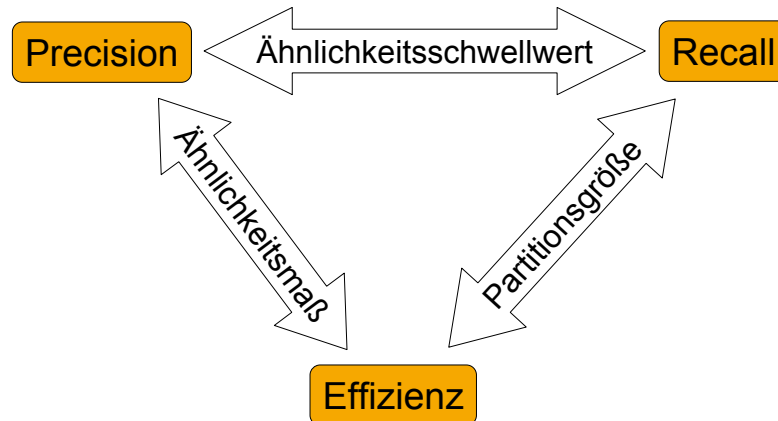 Precision
Ähnlichkeitsschwellwert
Recall
Ähnlichkeitsmaß
Partitionsgröße
Effizienz